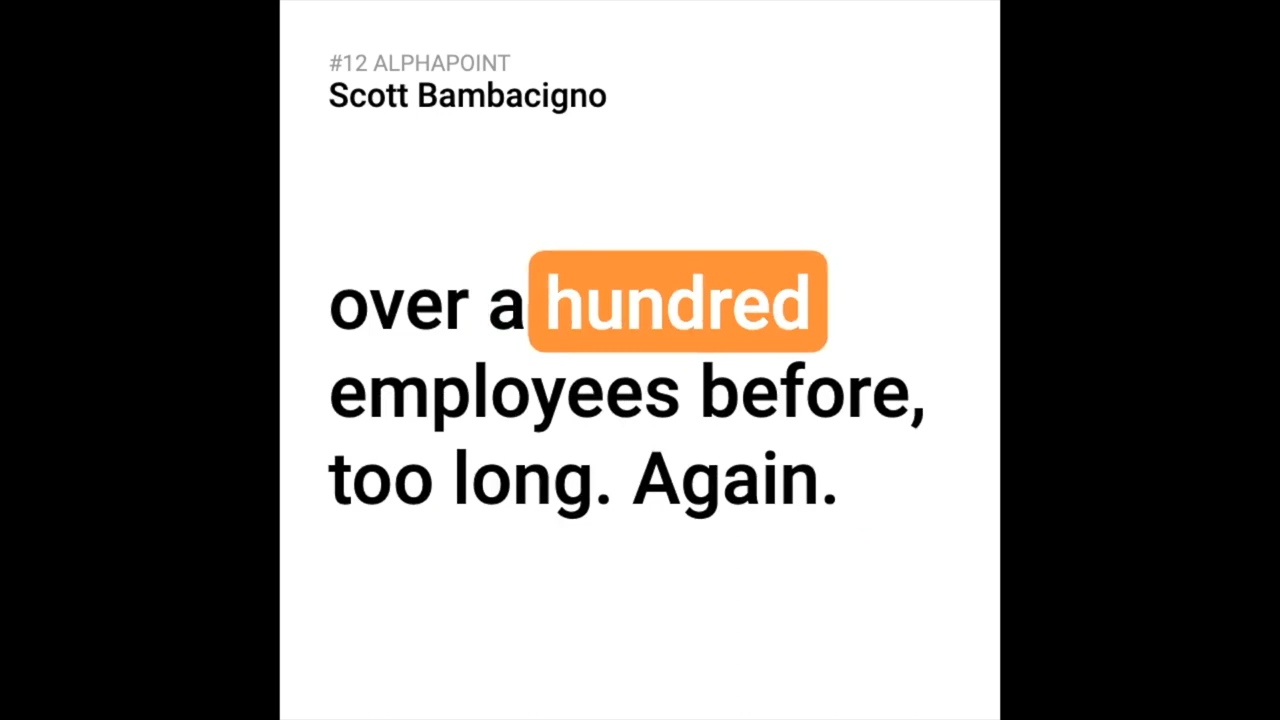 #12 ALPHAPOINT
Scott Bambacigno
over a hundred
employees before,
too long. Again.